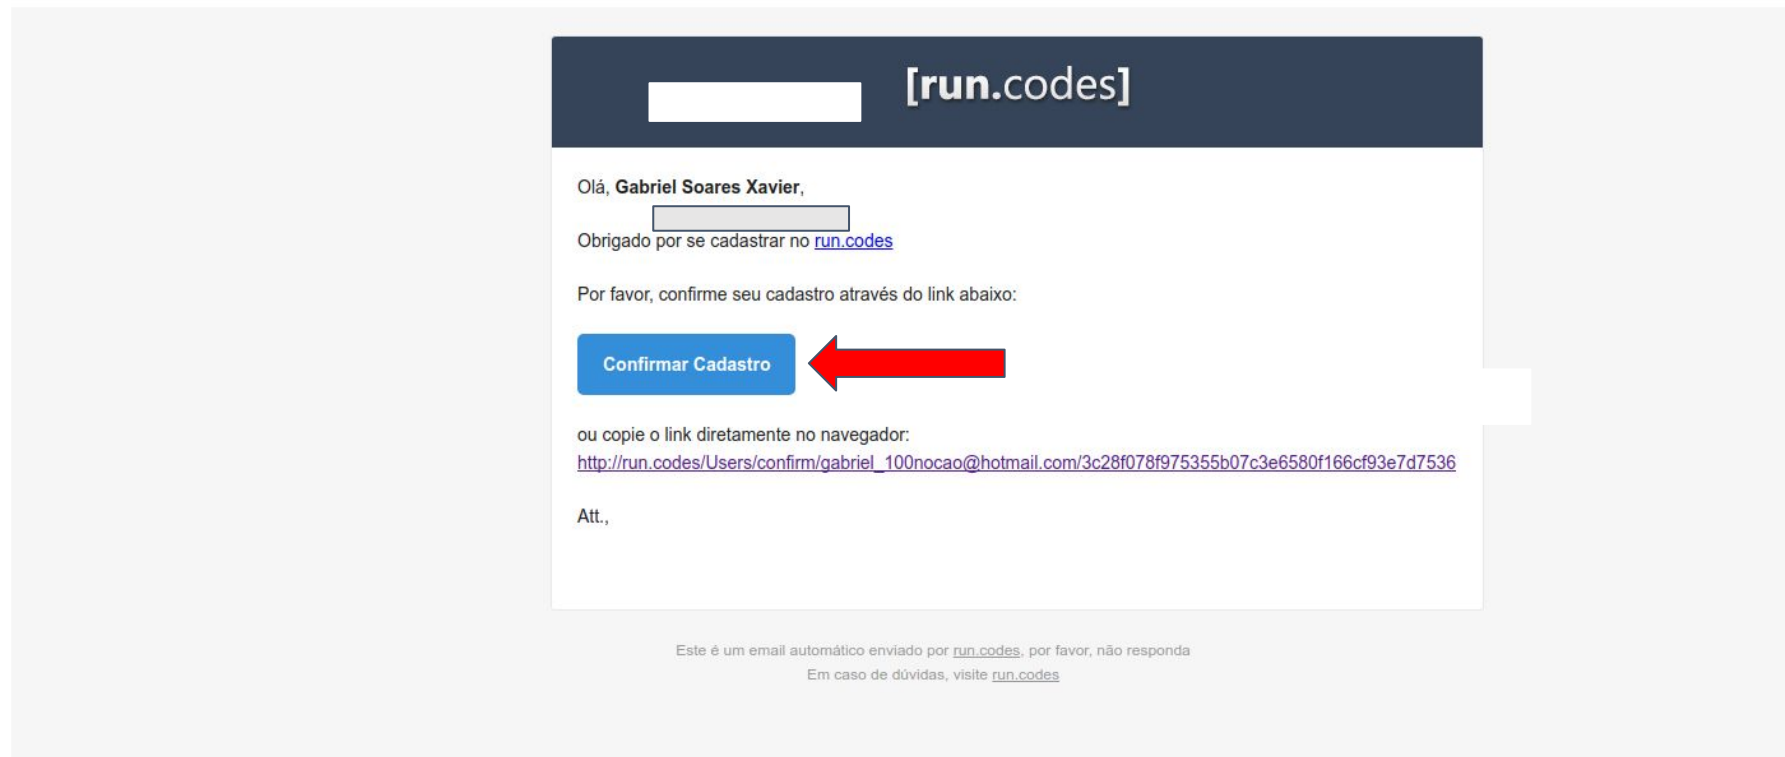 [run.codes]
Olá, Gabriel Soares Xavier,
Obrigado por se cadastrar no run.codes
Por favor, confirme seu cadastro através do link abaixo:
Confirmar Cadastro
ou copie o link diretamente no navegador:
http://run.codes/Users/confirm/gabriel_100nocao@hotmail.com/3c28f078f975355b07c3e6580f166cf93e7d7536
Att.,
Este é um email automático enviado por run.codes, por favor, não responda
Em caso de dúvidas, visite run.codes